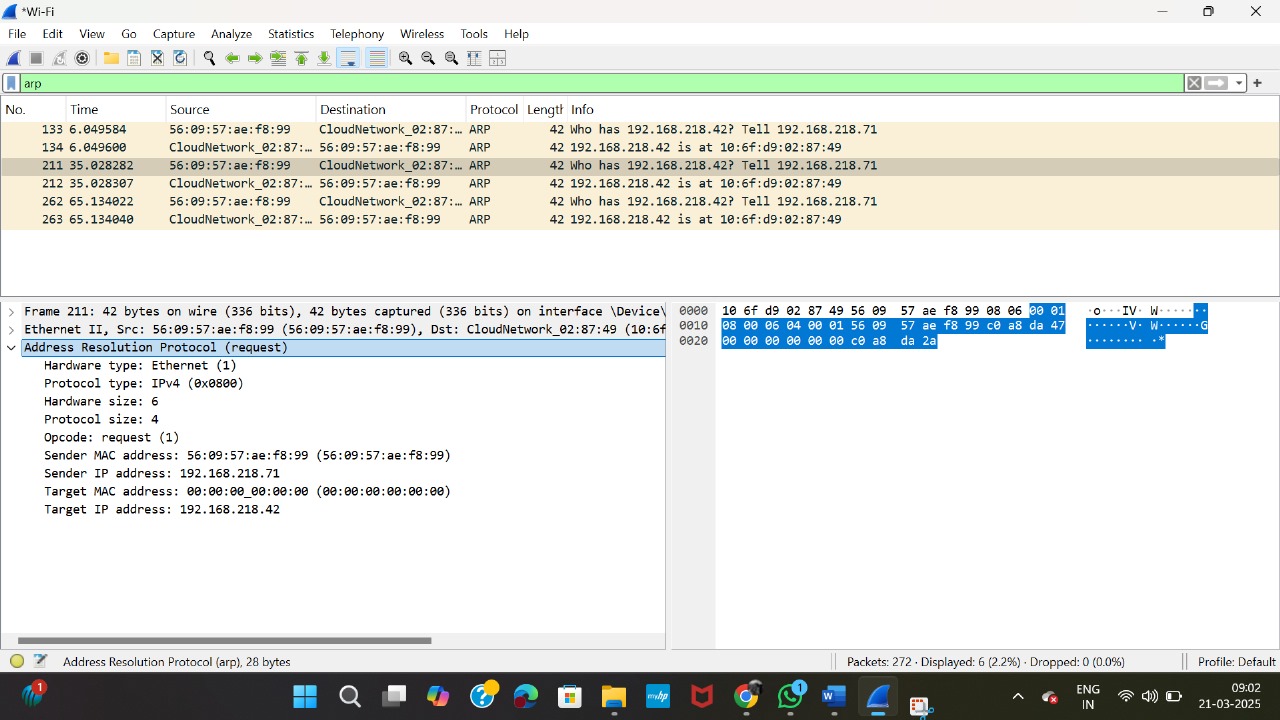 *Wi-Fi
File Edit View Go Capture Analyze Statistics Telephony Wireless Tools Help
arp
No. Time Source Destination Protocol Length Info
133 6.049584 56:09:57:ae:f8:99 CloudNetwork_02:87:… ARP 42 Who has 192.168.218.42? Tell 192.168.218.71
134 6.049600 CloudNetwork_02:87:… 56:09:57:ae:f8:99 ARP 42 192.168.218.42 is at 10:6f:d9:02:87:49
211 35.028282 56:09:57:ae:f8:99 CloudNetwork_02:87:… ARP 42 Who has 192.168.218.42? Tell 192.168.218.71
212 35.028307 CloudNetwork_02:87:… 56:09:57:ae:f8:99 ARP 42 192.168.218.42 is at 10:6f:d9:02:87:49
262 65.134022 56:09:57:ae:f8:99 CloudNetwork_02:87:… ARP 42 Who has 192.168.218.42? Tell 192.168.218.71
263 65.134040 CloudNetwork_02:87:… 56:09:57:ae:f8:99 ARP 42 192.168.218.42 is at 10:6f:d9:02:87:49
Frame 211: 42 bytes on wire (336 bits), 42 bytes captured (336 bits) on interface \Device\
Ethernet II, Src: 56:09:57:ae:f8:99 (56:09:57:ae:f8:99), Dst: CloudNetwork_02:87:49 (10:6f
Address Resolution Protocol (request)
Hardware type: Ethernet (1)
Protocol type: IPv4 (0x0800)
Hardware size: 6
Protocol size: 4
Opcode: request (1)
Sender MAC address: 56:09:57:ae:f8:99 (56:09:57:ae:f8:99)
Sender IP address: 192.168.218.71
Target MAC address: 00:00:00_00:00:00 (00:00:00:00:00:00)
Target IP address: 192.168.218.42
0000 10 6f d9 02 87 49 56 09 57 ae f8 99 08 06 00 01 ·o···IV· W·······
0010 08 00 06 04 00 01 56 09 57 ae f8 99 c0 a8 da 47 ······V· W······G
0020 00 00 00 00 00 00 c0 a8 da 2a ········ ·*
Address Resolution Protocol (arp), 28 bytes
Packets: 272 · Displayed: 6 (2.2%) · Dropped: 0 (0.0%)
Profile: Default
1
myhp
1
ENG
IN
09:02
21-03-2025